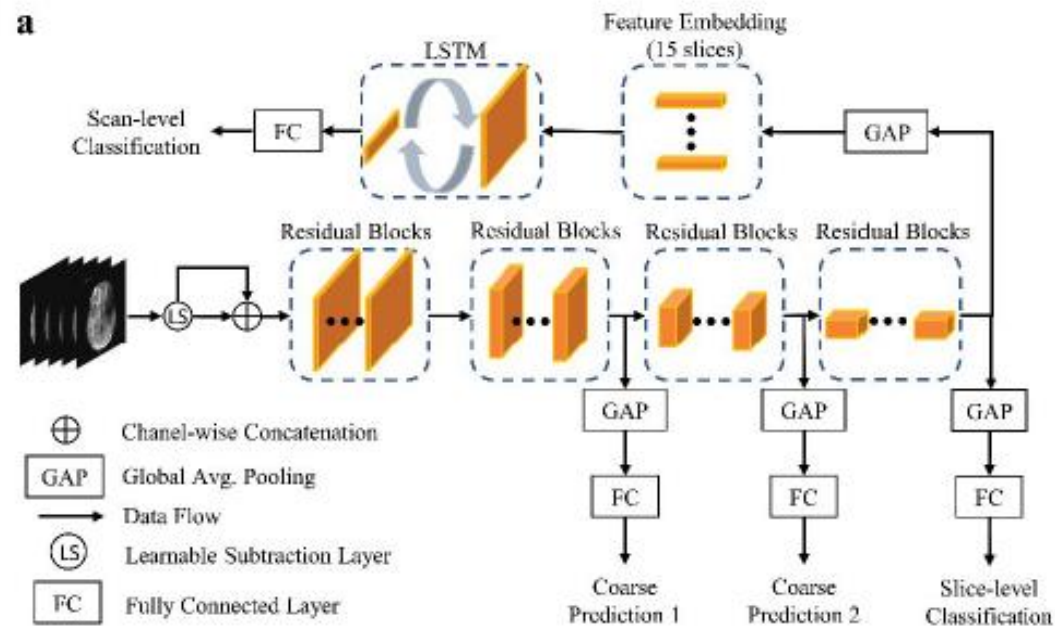 a
Feature Embedding
(15 slices)
LSTM
Scan-level
Classification
FC
GAP
Residual Blocks
Residual Blocks
Residual Blocks
Residual Blocks
LS
GAP
GAP
GAP
FC
FC
FC
Coarse
Prediction 1
Coarse
Prediction 2
Slice-level
Classification
Chanel-wise Concatenation
GAP Global Avg. Pooling
Data Flow
LS Learnable Subtraction Layer
FC Fully Connected Layer